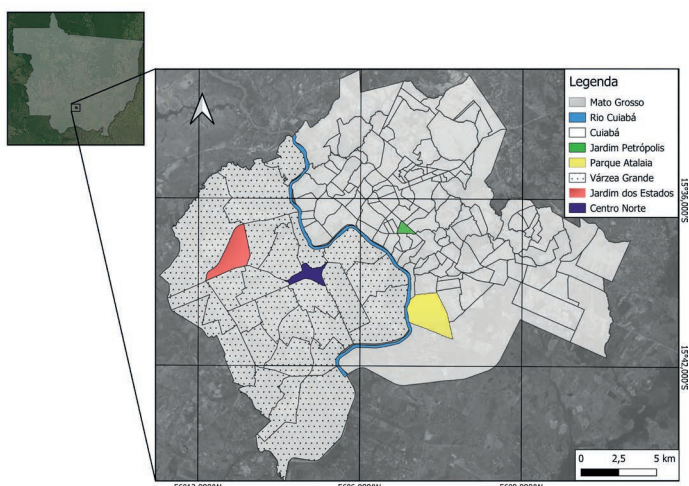 Legenda
Mato Grosso
Rio Cuiabá
Cuiabá
Jardim Petrópolis
Parque Atalaia
Várzea Grande
Jardim dos Estados
Centro Norte
15°36,000'S
15°42,000'S
0 2,5 5 km